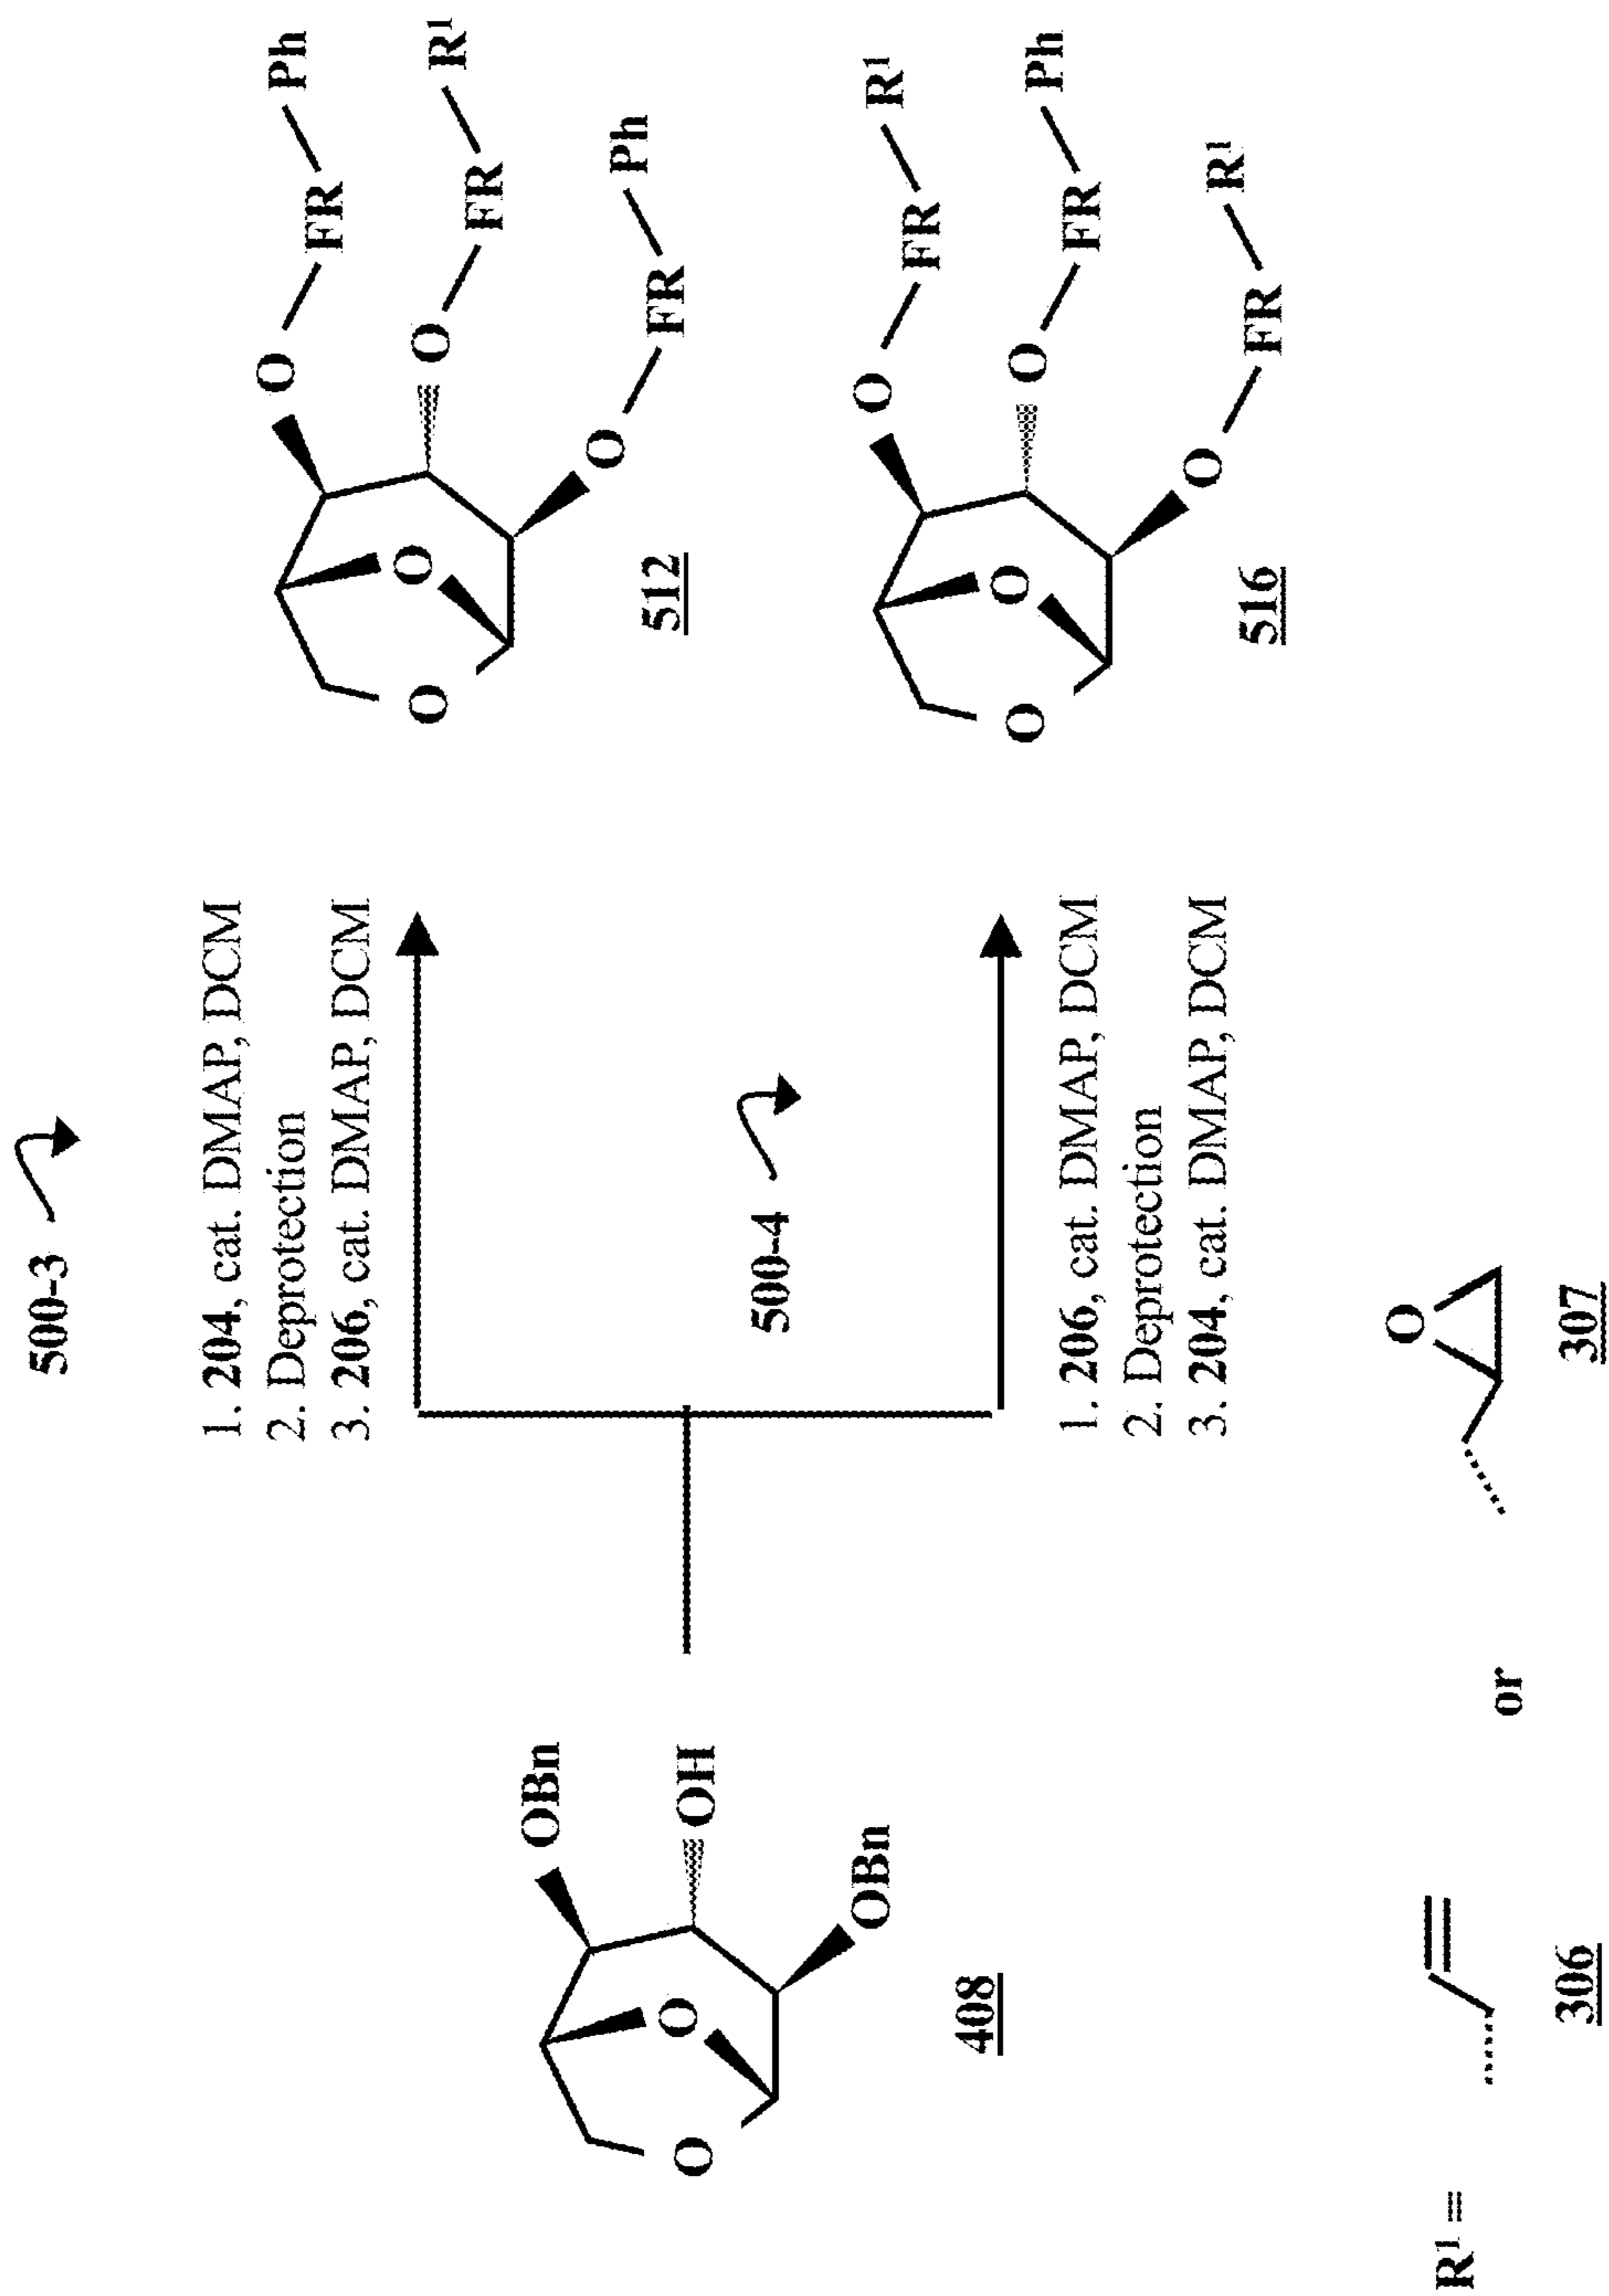 500-3
1. 204, cat. DMAP, DCM
2. Deprotection
3. 206, cat. DMAP, DCM
O
O
O
FR
Ph
O
FR
R¹
O
FR
Ph
512
O
O
OBn
OH
OBn
408
500-4
1. 206, cat. DMAP, DCM
2. Deprotection
3. 204, cat. DMAP, DCM
O
O
O
FR
R¹
O
FR
Ph
O
FR
R¹
516
R¹ =
306
or
O
307